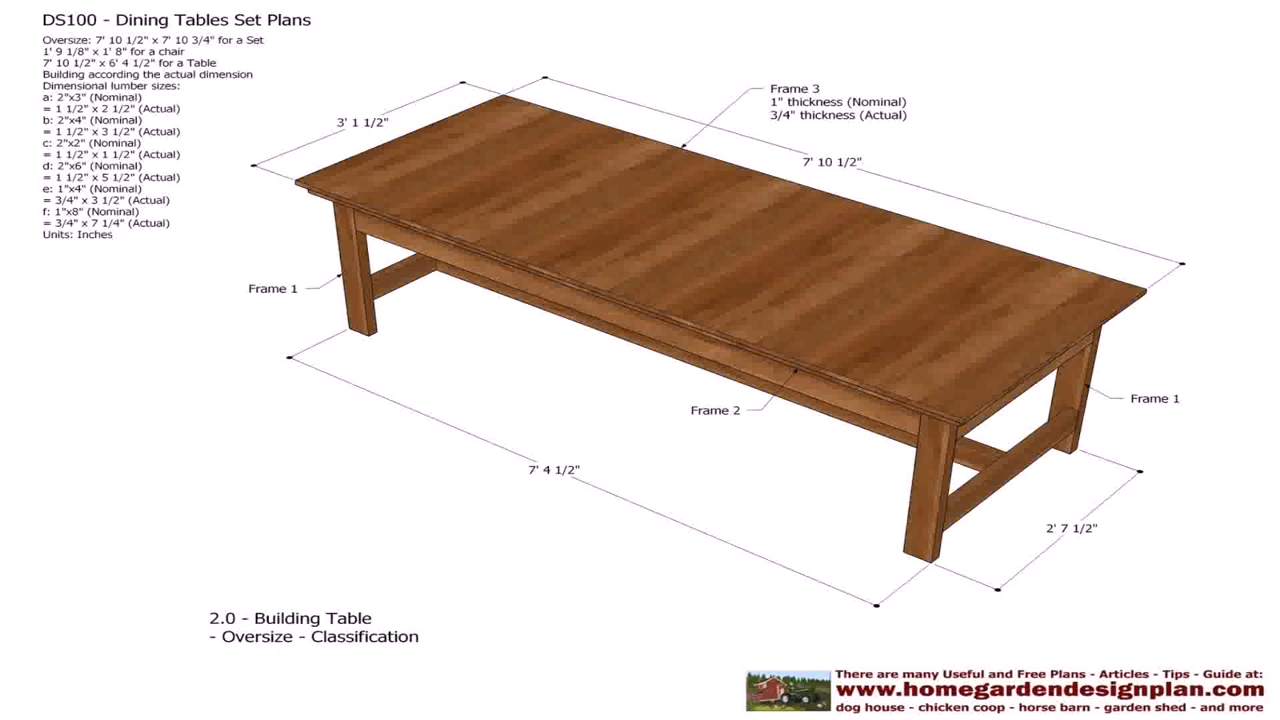 DS100 - Dining Tables Set Plans
Oversize: 7' 10 1/2" x 7' 10 3/4" for a Set
1' 9 1/8" x 1' 8" for a chair
7' 10 1/2" x 6' 4 1/2" for a Table
Building according the actual dimension
Dimensional lumber sizes:
a: 2"x3" (Nominal)
= 1 1/2" x 2 1/2" (Actual)
b: 2"x4" (Nominal)
= 1 1/2" x 3 1/2" (Actual)
c: 2"x2" (Nominal)
= 1 1/2" x 1 1/2" (Actual)
d: 2"x6" (Nominal)
= 1 1/2" x 5 1/2" (Actual)
e: 1"x4" (Nominal)
= 3/4" x 3 1/2" (Actual)
f: 1"x8" (Nominal)
= 3/4" x 7 1/4" (Actual)
Units: Inches
Frame 3
1" thickness (Nominal)
3/4" thickness (Actual)
3' 1 1/2"
7' 10 1/2"
Frame 1
Frame 1
Frame 2
7' 4 1/2"
2' 7 1/2"
2.0 - Building Table
- Oversize - Classification
There are many Useful and Free Plans - Articles - Tips - Guide at:
www.homegardendesignplan.com
dog house - chicken coop - horse barn - garden shed - and more